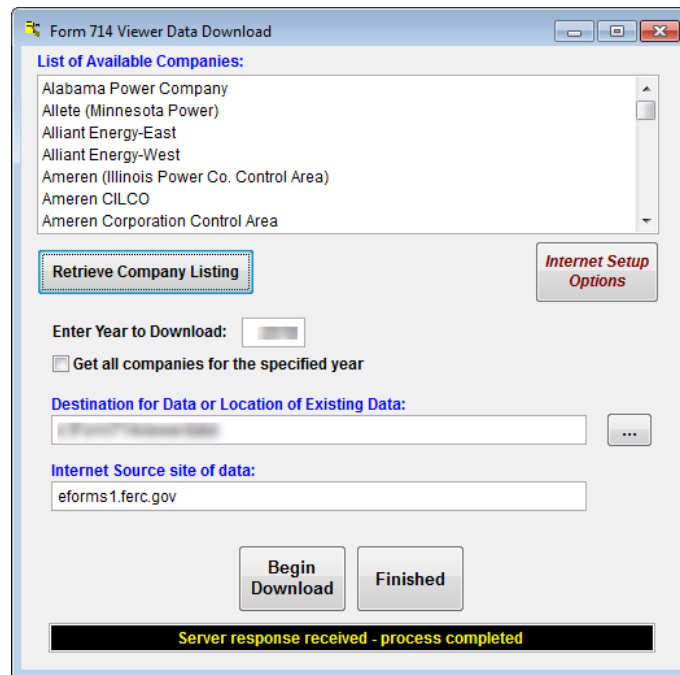 Form 714 Viewer Data Download
List of Available Companies:
Alabama Power Company
Allete (Minnesota Power)
Alliant Energy-East
Alliant Energy-West
Ameren (Illinois Power Co. Control Area)
Ameren CILCO
Ameren Corporation Control Area
Retrieve Company Listing
Internet Setup
Options
Enter Year to Download:
Get all companies for the specified year
Destination for Data or Location of Existing Data:
...
Internet Source site of data:
eforms1.ferc.gov
Begin
Download
Finished
Server response received - process completed